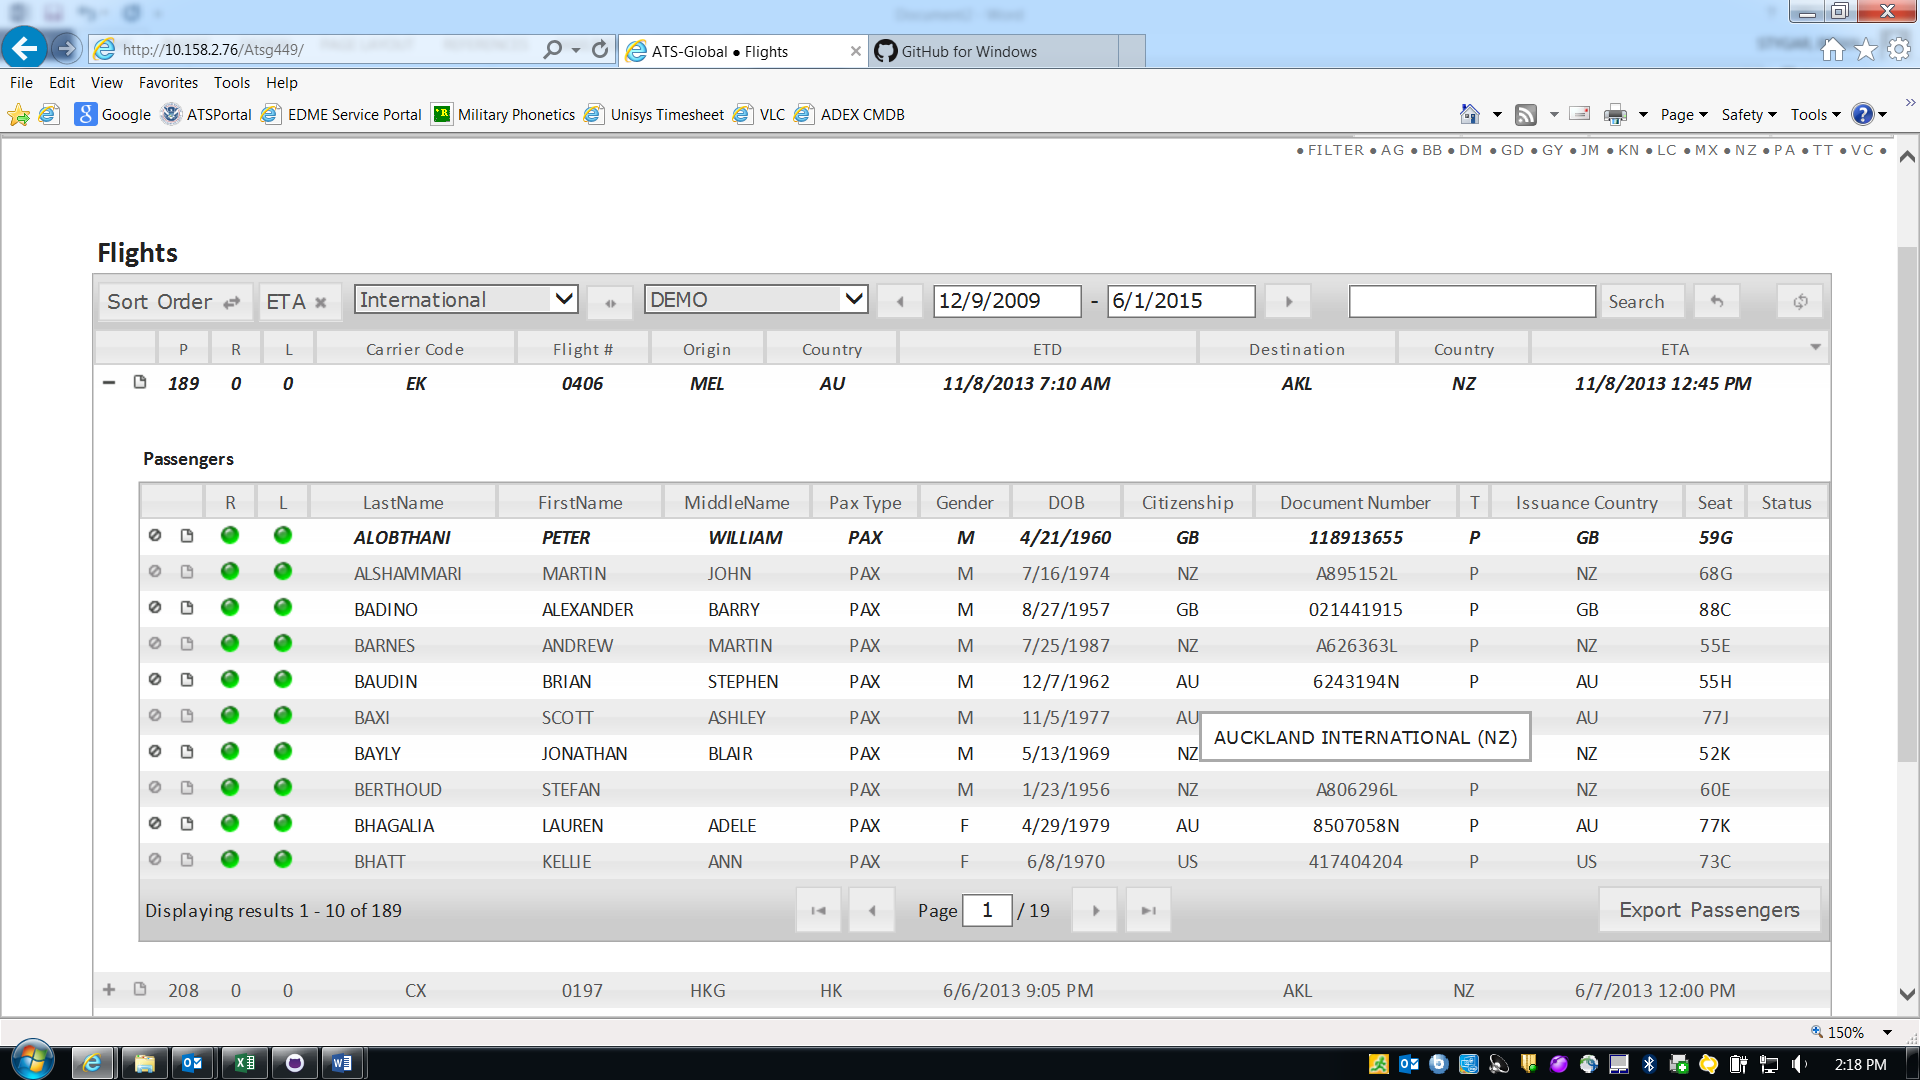 http://10.158.2.76/Atsg449/
ATS-Global ● Flights
GitHub for Windows
File Edit View Favorites Tools Help
Google ATSPortal EDME Service Portal Military Phonetics Unisys Timesheet VLC ADEX CMDB
Page Safety Tools
● FILTER ● AG ● BB ● DM ● GD ● GY ● JM ● KN ● LC ● MX ● NZ ● PA ● TT ● VC ●
Flights
Sort Order ETA International DEMO 12/9/2009 - 6/1/2015 Search
P R L Carrier Code Flight # Origin Country ETD Destination Country ETA
189 0 0 EK 0406 MEL AU 11/8/2013 7:10 AM AKL NZ 11/8/2013 12:45 PM
Passengers
R L LastName FirstName MiddleName Pax Type Gender DOB Citizenship Document Number T Issuance Country Seat Status
ALOBTHANI PETER WILLIAM PAX M 4/21/1960 GB 118913655 P GB 59G
ALSHAMMARI MARTIN JOHN PAX M 7/16/1974 NZ A895152L P NZ 68G
BADINO ALEXANDER BARRY PAX M 8/27/1957 GB 021441915 P GB 88C
BARNES ANDREW MARTIN PAX M 7/25/1987 NZ A626363L P NZ 55E
BAUDIN BRIAN STEPHEN PAX M 12/7/1962 AU 6243194N P AU 55H
BAXI SCOTT ASHLEY PAX M 11/5/1977 AU AU 77J
AUCKLAND INTERNATIONAL (NZ)
BAYLY JONATHAN BLAIR PAX M 5/13/1969 NZ NZ 52K
BERTHOUD STEFAN PAX M 1/23/1956 NZ A806296L P NZ 60E
BHAGALIA LAUREN ADELE PAX F 4/29/1979 AU 8507058N P AU 77K
BHATT KELLIE ANN PAX F 6/8/1970 US 417404204 P US 73C
Displaying results 1 - 10 of 189 Page 1 / 19 Export Passengers
208 0 0 CX 0197 HKG HK 6/6/2013 9:05 PM AKL NZ 6/7/2013 12:00 PM
150%
2:18 PM